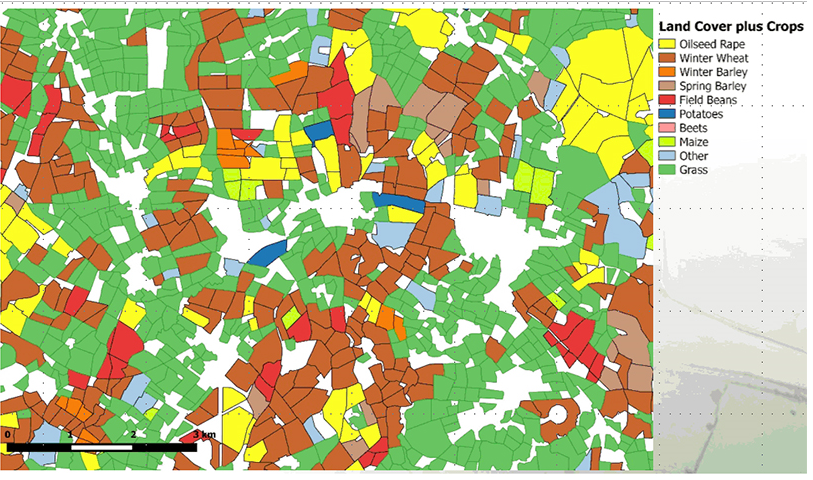 Land Cover plus Crops
Oilseed Rape
Winter Wheat
Winter Barley
Spring Barley
Field Beans
Potatoes
Beets
Maize
Other
Grass
0 1 2 3 km